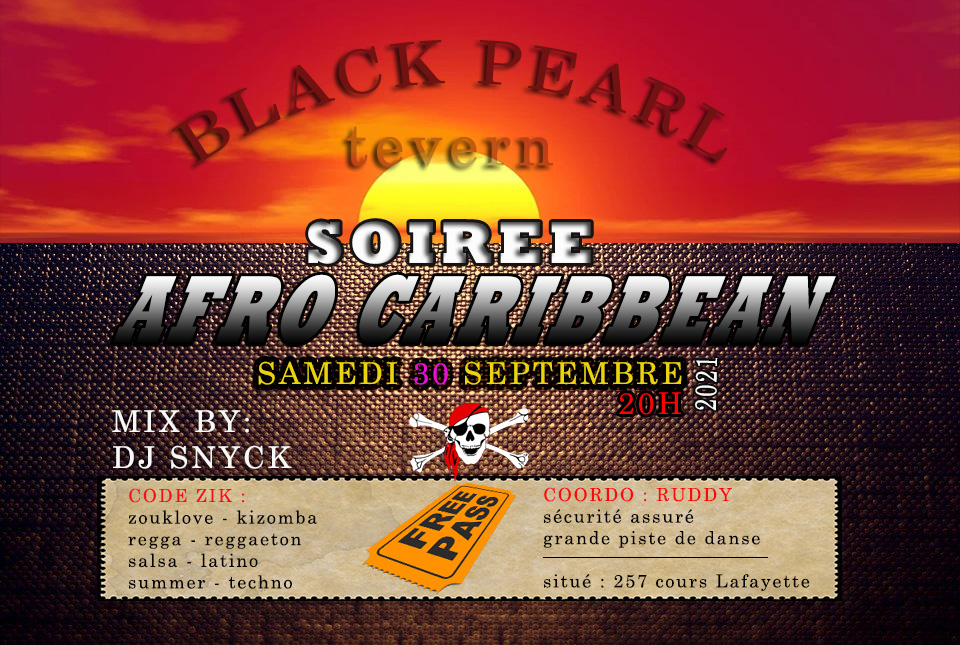 BLACK PEARL
tevern
SOIREE
AFRO CARIBBEAN
SAMEDI 30 SEPTEMBRE 2021
20H
MIX BY:
DJ SNYCK
CODE ZIK :
zouklove - kizomba
regga - reggaeton
salsa - latino
summer - techno
FREE
PASS
COORDO : RUDDY
sécurité assuré
grande piste de danse
situé : 257 cours Lafayette